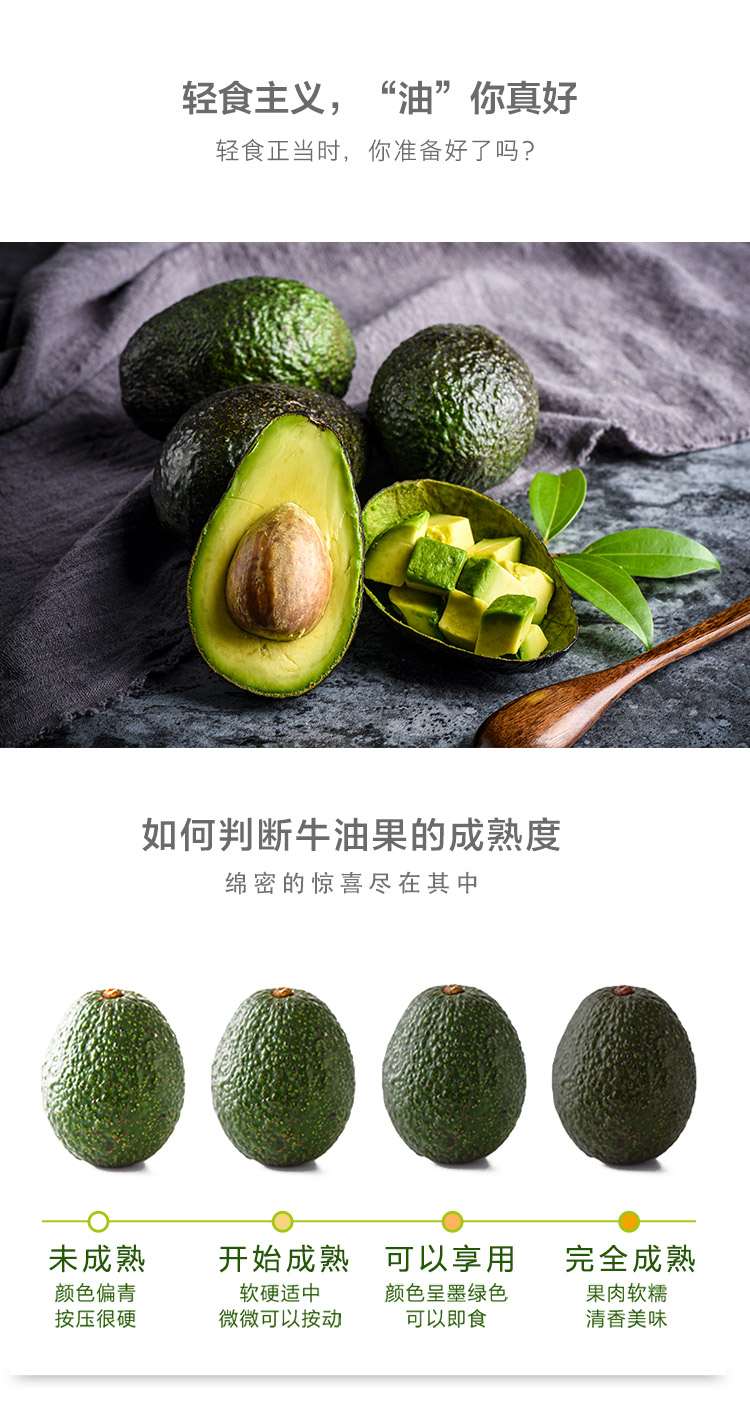 轻食主义，“油”你真好
轻食正当时，你准备好了吗？
如何判断牛油果的成熟度
绵密的惊喜尽在其中
未成熟
颜色偏青
按压很硬
开始成熟
软硬适中
微微可以按动
可以享用
颜色呈墨绿色
可以即食
完全成熟
果肉软糯
清香美味